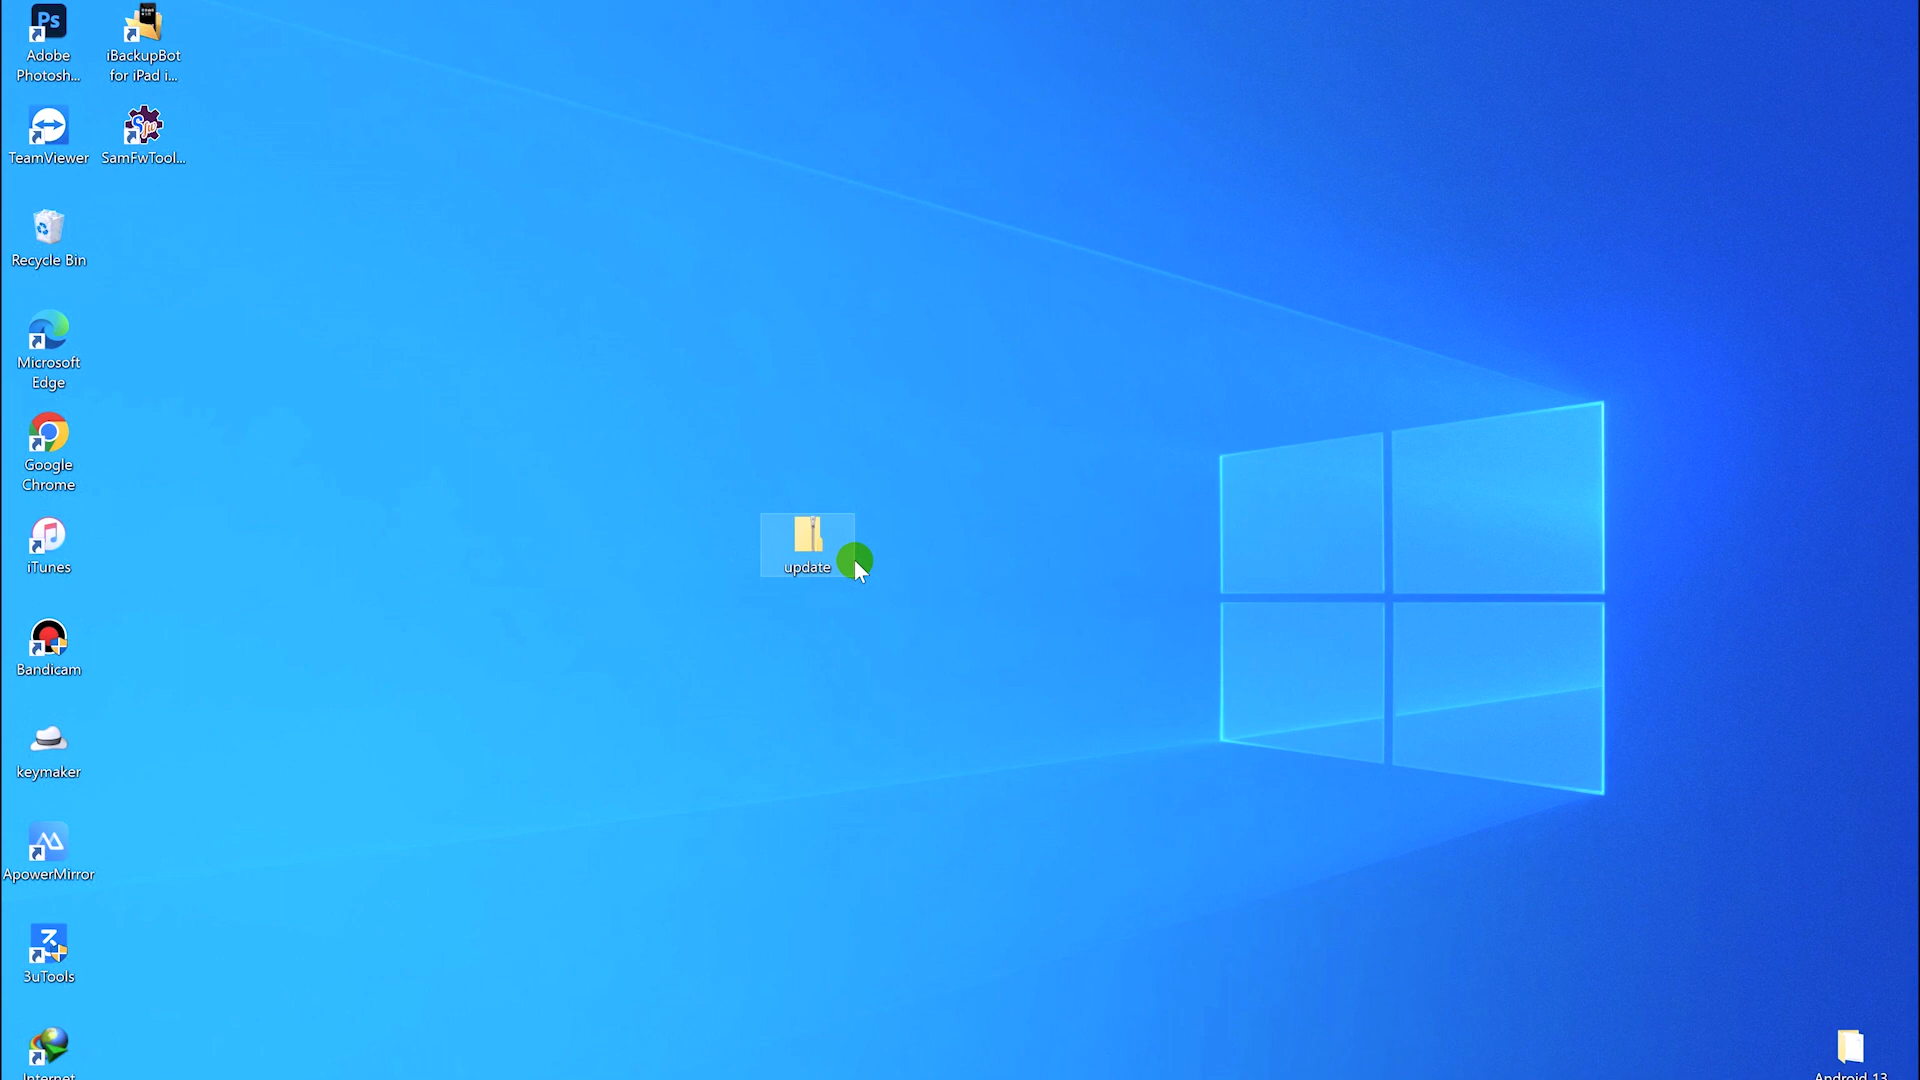 Ps
Adobe
Photosh...
iBackupBot
for iPad i...
TeamViewer
SamFwTool...
Recycle Bin
Microsoft
Edge
Google
Chrome
iTunes
update
Bandicam
keymaker
ApowerMirror
3uTools
Internet
Android 13